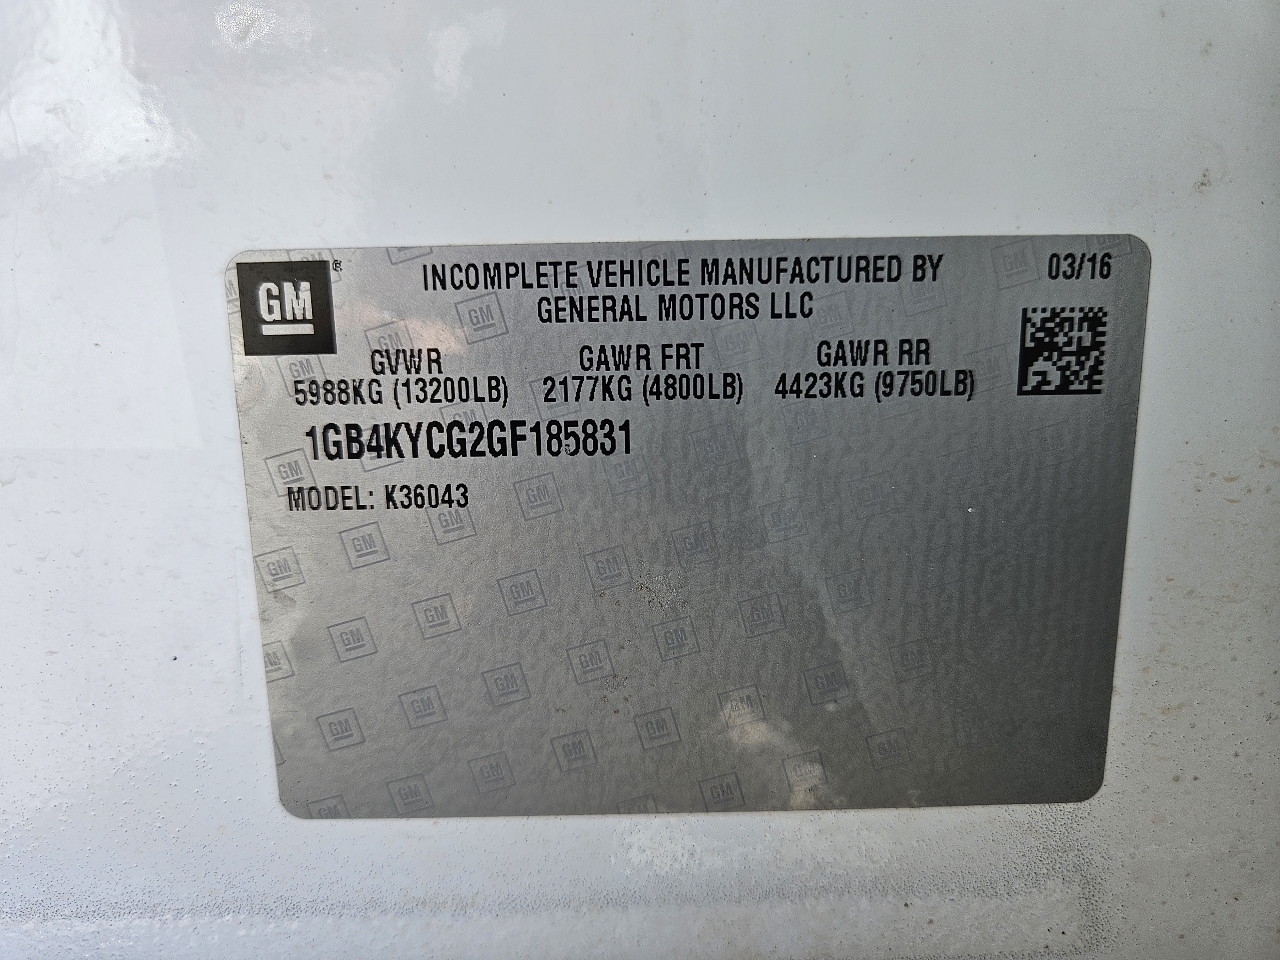 GM ®
INCOMPLETE VEHICLE MANUFACTURED BY
GENERAL MOTORS LLC
03/16
GVWR GAWR FRT GAWR RR
5988KG (13200LB) 2177KG (4800LB) 4423KG (9750LB)
1GB4KYCG2GF185831
MODEL: K36043